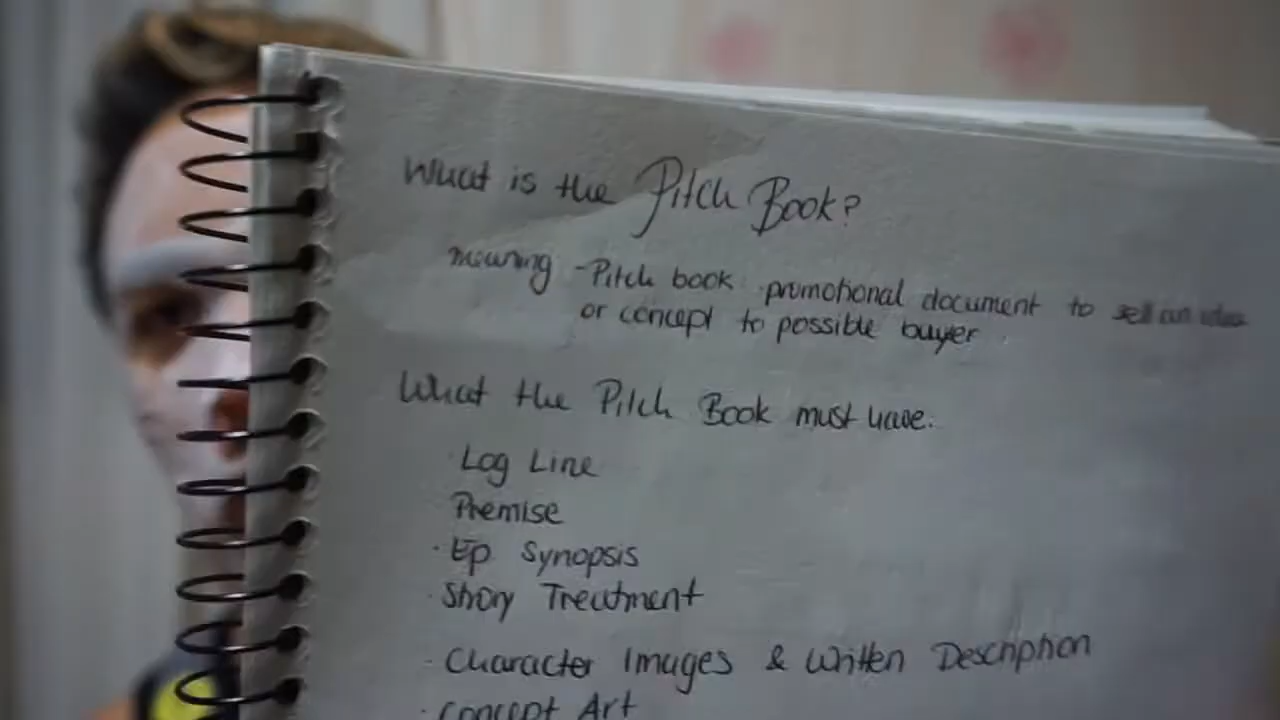 What is the Pitch Book?
meaning - Pitch book promotional document to sell an idea
or concept to possible buyer
What the Pitch Book must have:
Log Line
Premise
· Ep Synopsis
· Story Treatment
· Character Images & Written Description
· Concept Art